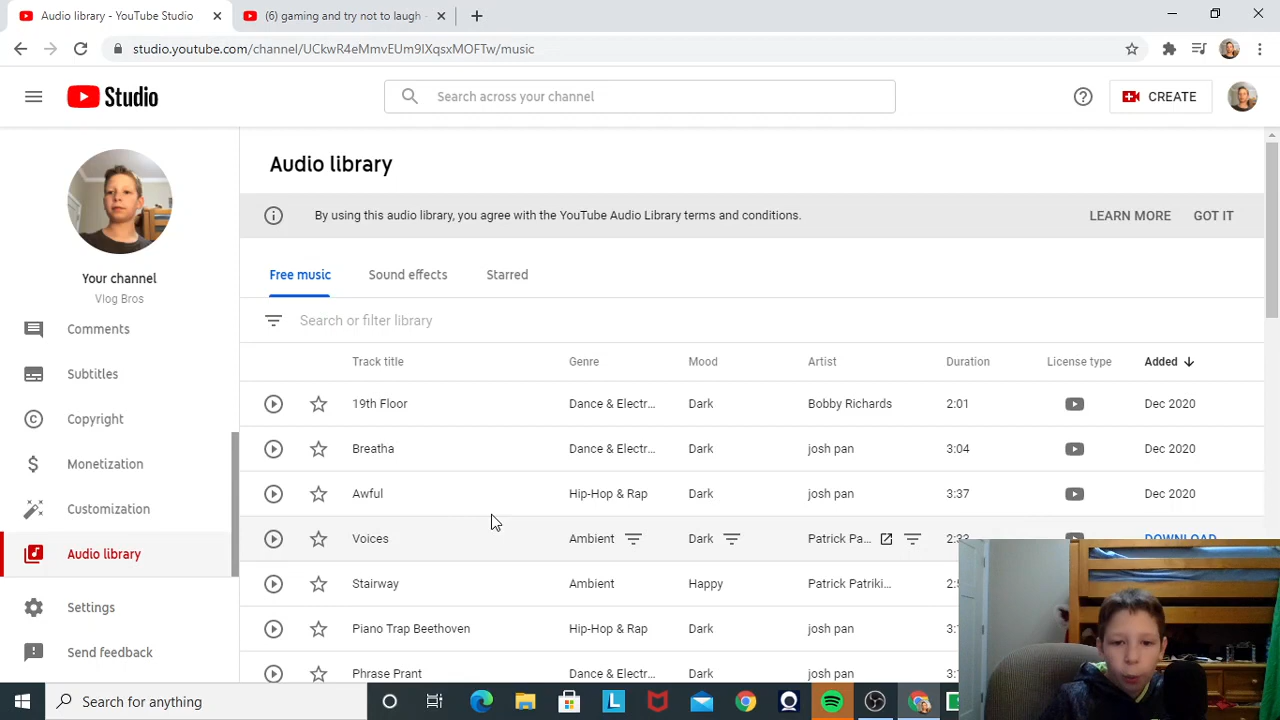 Audio library - YouTube Studio
(6) gaming and try not to laugh -
studio.youtube.com/channel/UCkwR4eMmvEUm9IXqsxMOFTw/music
Studio
Search across your channel
CREATE
Your channel
Vlog Bros
Comments
Subtitles
Copyright
Monetization
Customization
Audio library
Settings
Send feedback
Audio library
By using this audio library, you agree with the YouTube Audio Library terms and conditions.
LEARN MORE GOT IT
Free music Sound effects Starred
Search or filter library
Track title Genre Mood Artist Duration License type Added
19th Floor Dance & Electr... Dark Bobby Richards 2:01 Dec 2020
Breatha Dance & Electr... Dark josh pan 3:04 Dec 2020
Awful Hip-Hop & Rap Dark josh pan 3:37 Dec 2020
Voices Ambient Dark Patrick Pa... DOWNLOAD
Stairway Ambient Happy Patrick Patriki...
Piano Trap Beethoven Hip-Hop & Rap Dark josh pan
Phrase Prant Dance & Electr... Dark josh pan
Search for anything